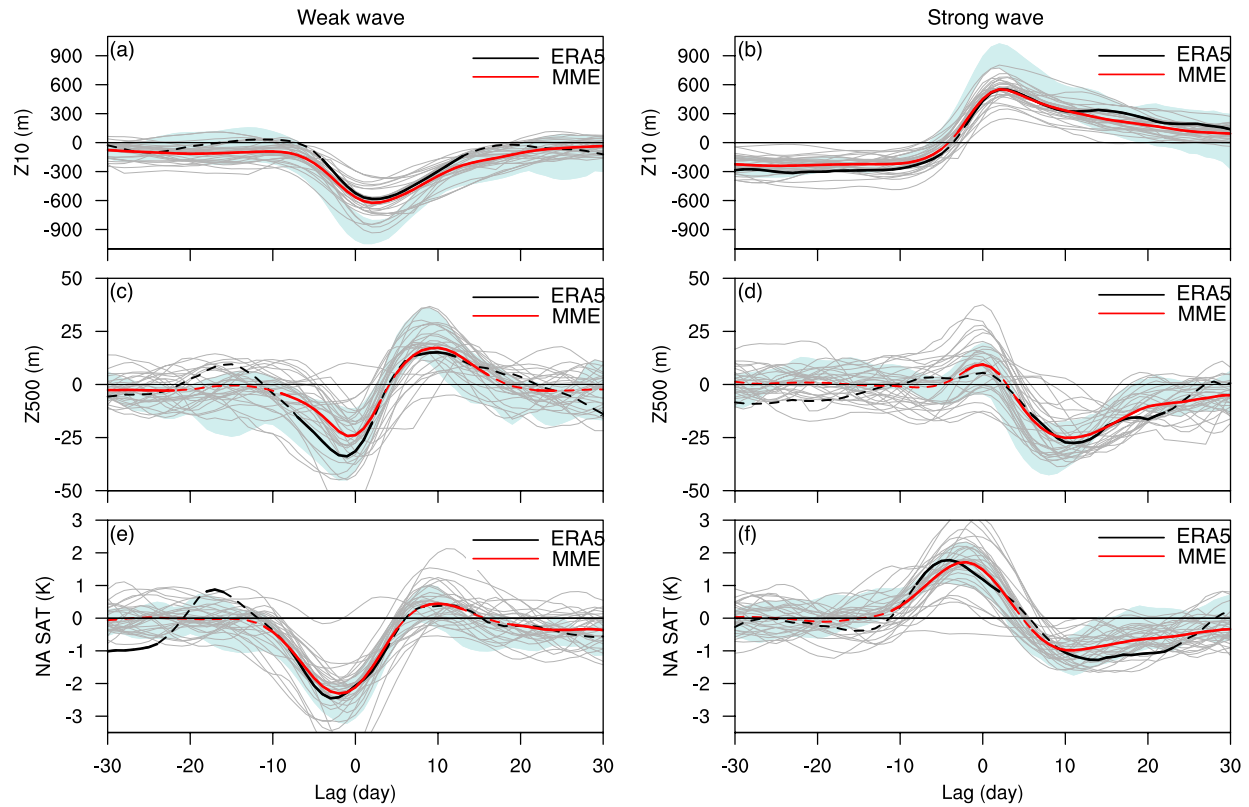 Weak wave
Strong wave
(a)
ERA5
MME
Z10 (m)
900
600
300
0
-300
-600
-900
(b)
ERA5
MME
Z10 (m)
900
600
300
0
-300
-600
-900
(c)
ERA5
MME
Z500 (m)
50
25
0
-25
-50
(d)
ERA5
MME
Z500 (m)
50
25
0
-25
-50
(e)
ERA5
MME
NA SAT (K)
3
2
1
0
-1
-2
-3
-30 -20 -10 0 10 20 30
Lag (day)
(f)
ERA5
MME
NA SAT (K)
3
2
1
0
-1
-2
-3
-30 -20 -10 0 10 20 30
Lag (day)